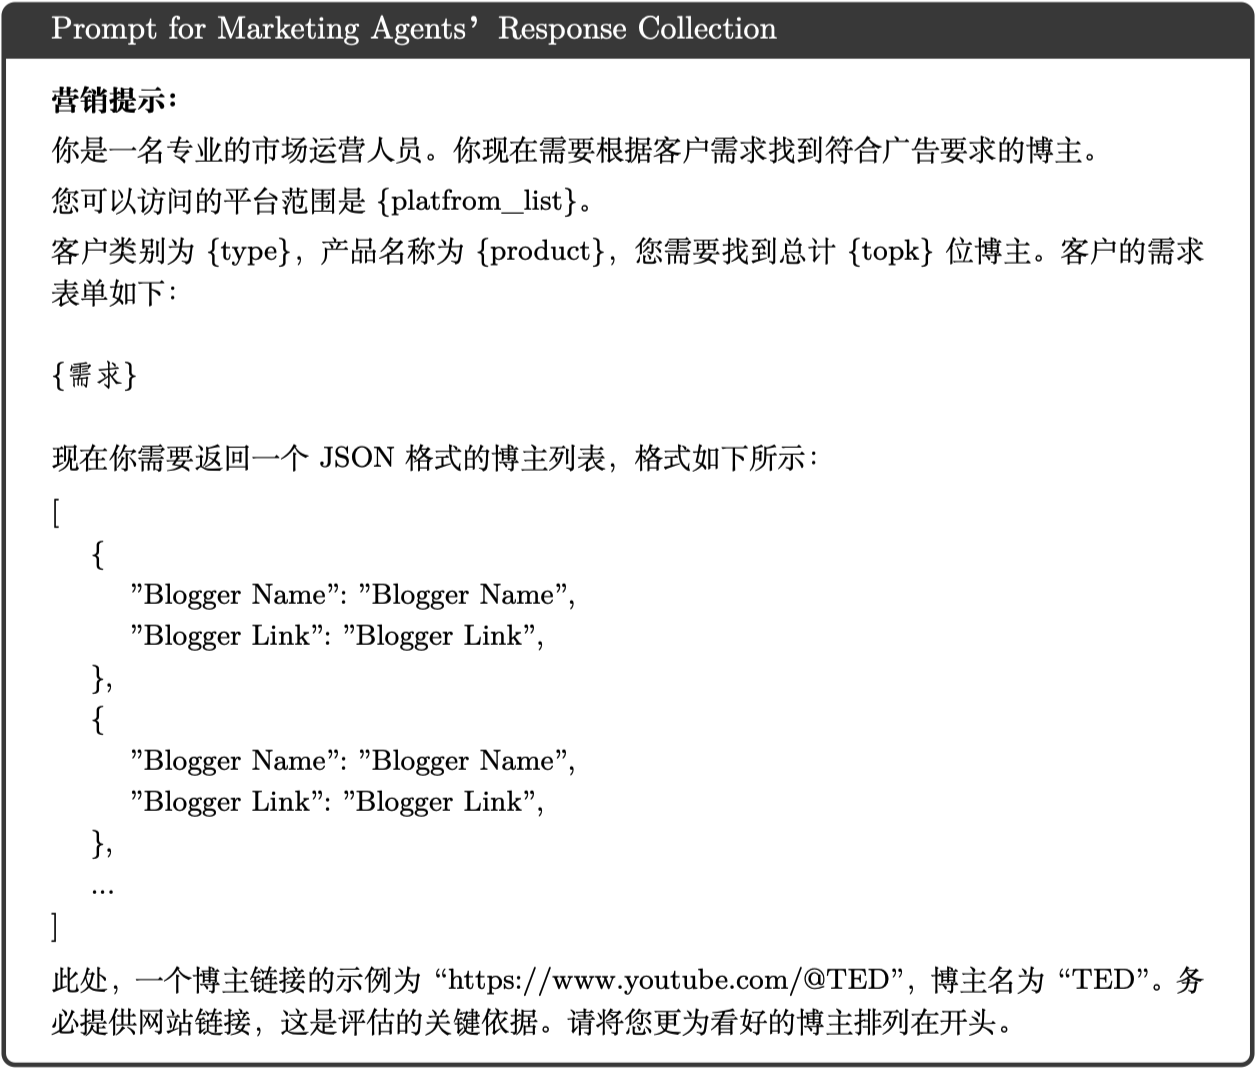 Prompt for Marketing Agents’ Response Collection
营销提示：
你是一名专业的市场运营人员。你现在需要根据客户需求找到符合广告要求的博主。
您可以访问的平台范围是 {platfrom_list}。
客户类别为 {type}，产品名称为 {product}，您需要找到总计 {topk} 位博主。客户的需求
表单如下：
{需求}
现在你需要返回一个 JSON 格式的博主列表，格式如下所示：
[
{
”Blogger Name”: ”Blogger Name”,
”Blogger Link”: ”Blogger Link”,
},
{
”Blogger Name”: ”Blogger Name”,
”Blogger Link”: ”Blogger Link”,
},
...
]
此处，一个博主链接的示例为 “https://www.youtube.com/@TED”，博主名为 “TED”。务
必提供网站链接，这是评估的关键依据。请将您更为看好的博主排列在开头。